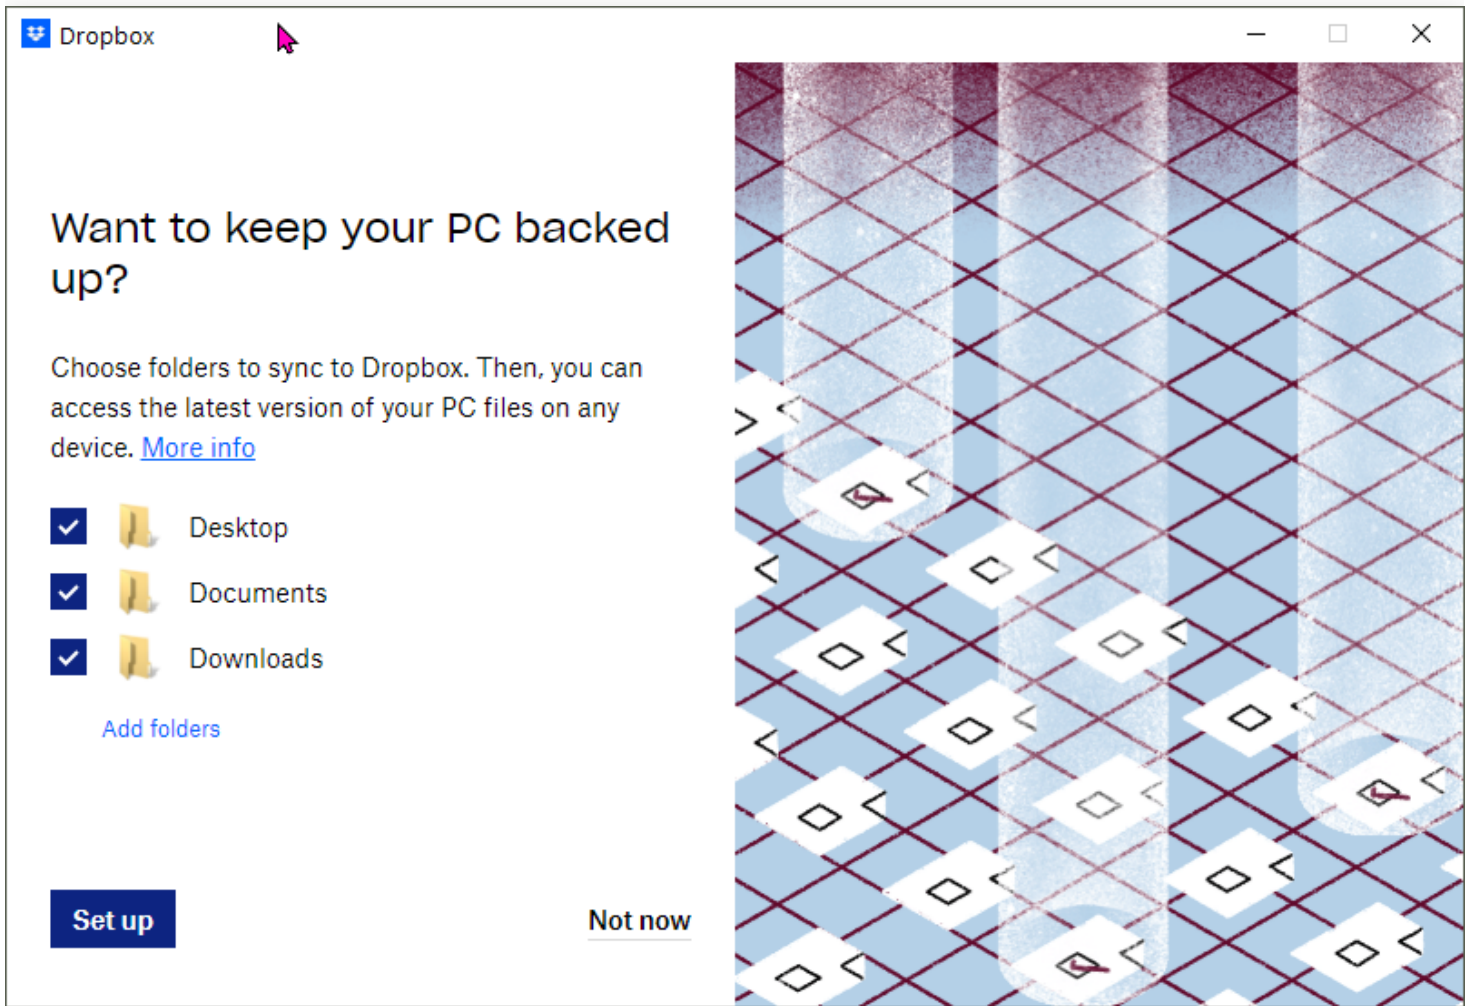 Dropbox
Want to keep your PC backed
up?
Choose folders to sync to Dropbox. Then, you can
access the latest version of your PC files on any
device. More info
Desktop
Documents
Downloads
Add folders
Set up
Not now